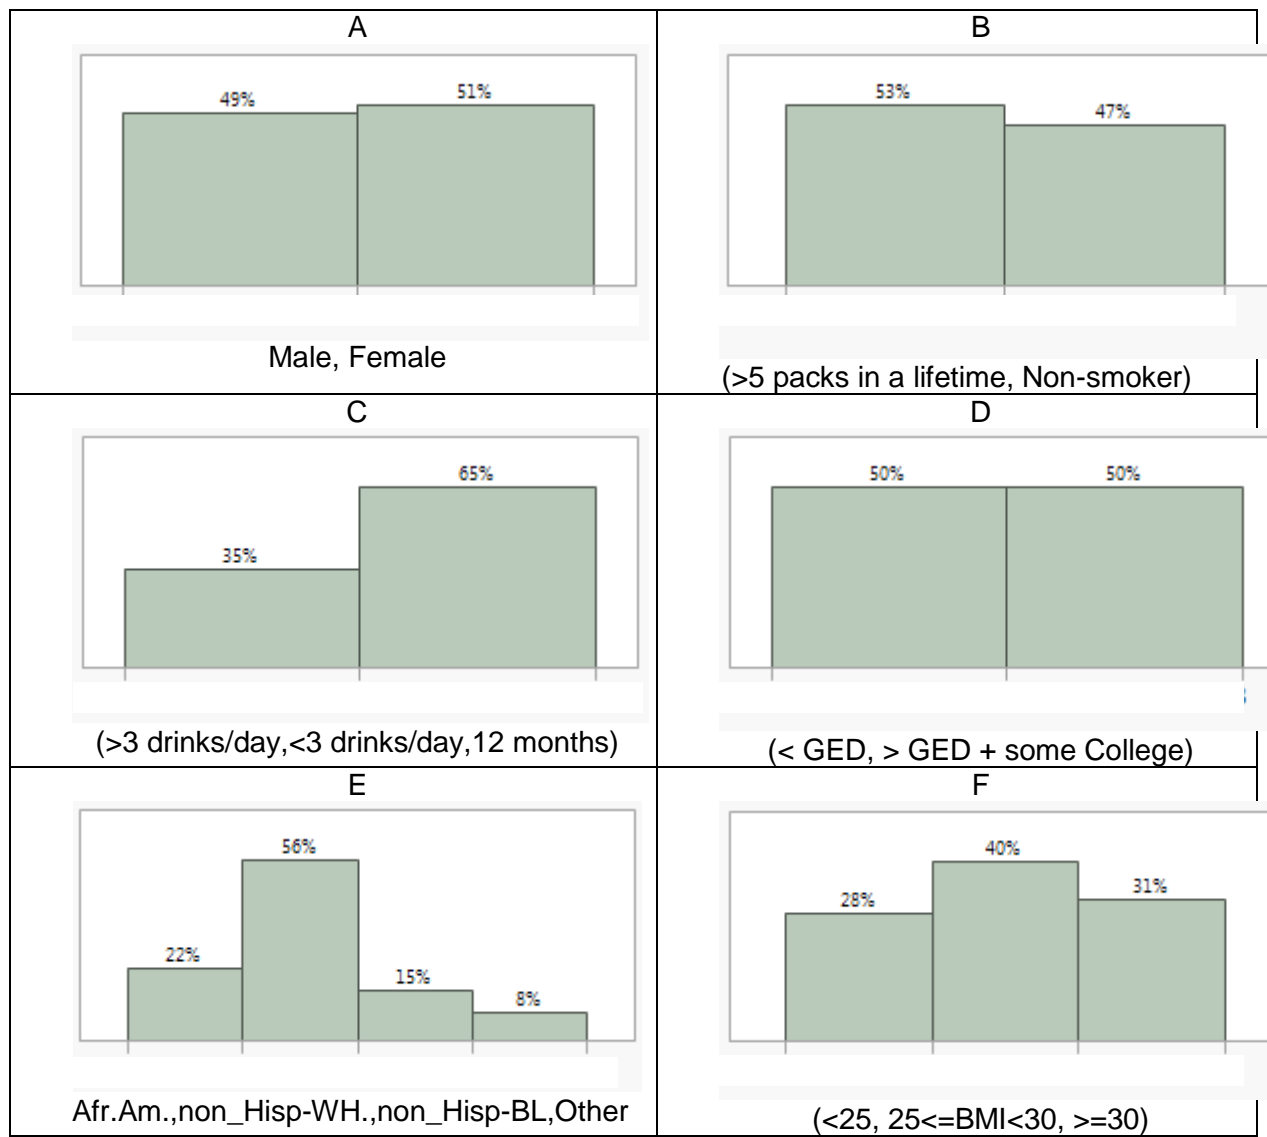 A
49%
51%
Male, Female
B
53%
47%
(>5 packs in a lifetime, Non-smoker)
C
35%
65%
(>3 drinks/day,<3 drinks/day,12 months)
D
50%
50%
(< GED, > GED + some College)
E
22%
56%
15%
8%
Afr.Am.,non_Hisp-WH.,non_Hisp-BL,Other
F
28%
40%
31%
(<25, 25<=BMI<30, >=30)